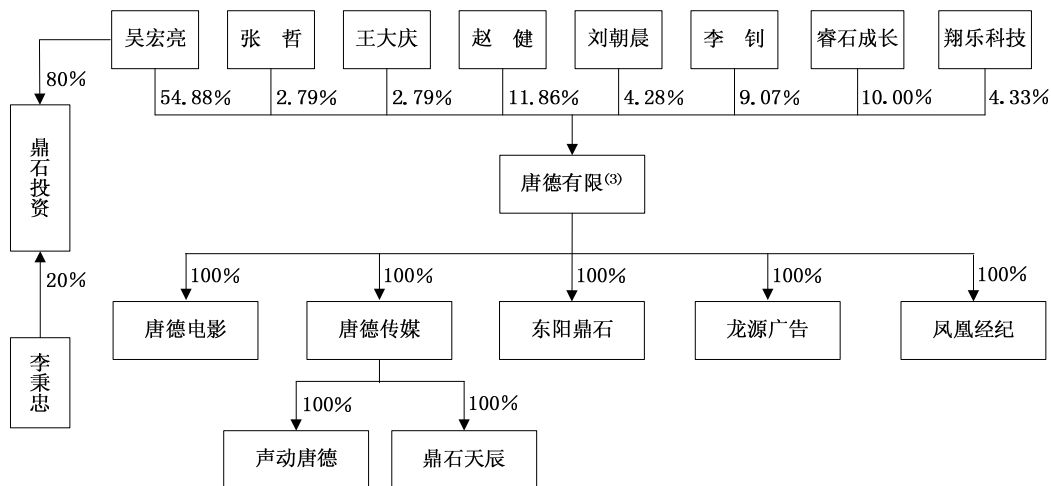 吴宏亮 张 哲 王大庆 赵 健 刘朝晨 李 钊 睿石成长 翔乐科技
80% 54.88% 2.79% 2.79% 11.86% 4.28% 9.07% 10.00% 4.33%
鼎石投资
唐德有限(3)
20% 100% 100% 100% 100% 100%
唐德电影 唐德传媒 东阳鼎石 龙源广告 凤凰经纪
李秉忠
100% 100%
声动唐德 鼎石天辰